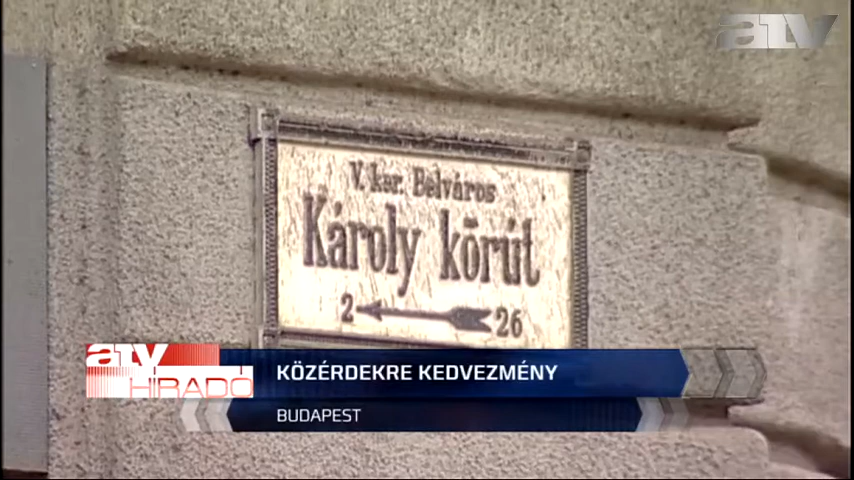 atv
V. ker. Belváros
Károly körút
2 26
atv
HÍRADÓ
KÖZÉRDEKRE KEDVEZMÉNY
BUDAPEST